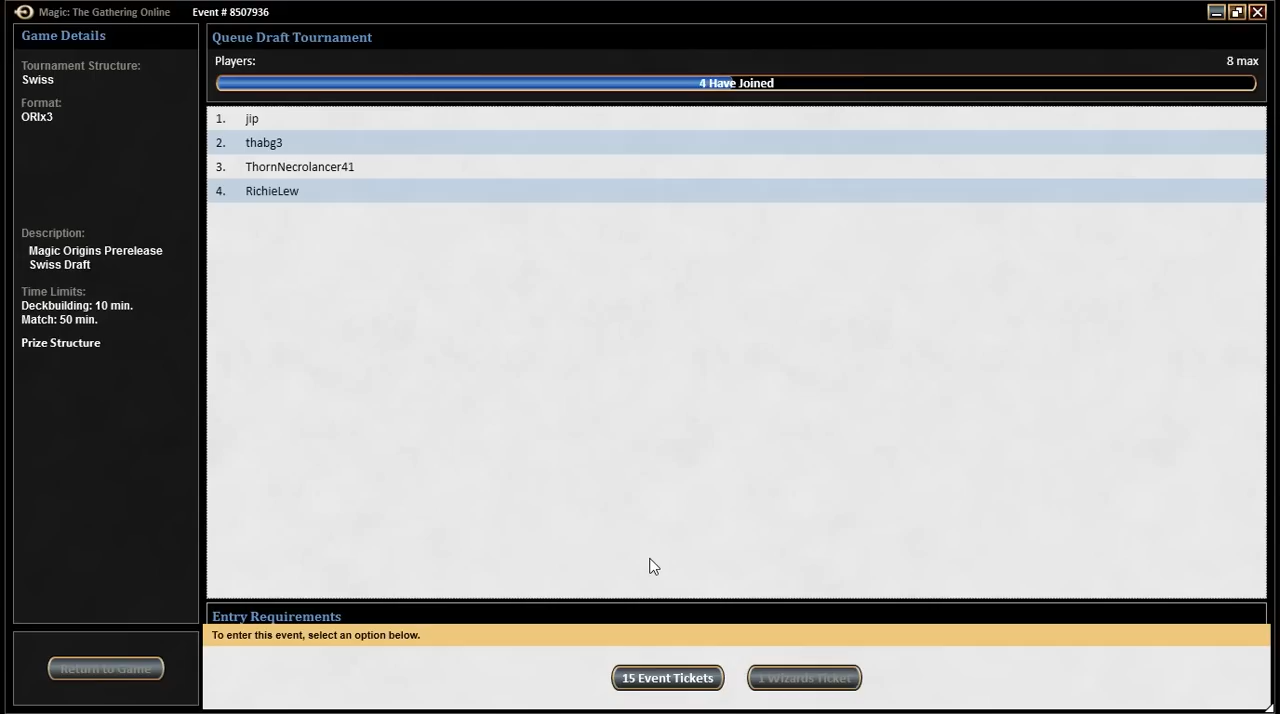 Magic: The Gathering Online Event # 8507936
Game Details
Tournament Structure:
Swiss
Format:
ORIx3
Description:
Magic Origins Prerelease
Swiss Draft
Time Limits:
Deckbuilding: 10 min.
Match: 50 min.
Prize Structure
Return to Game
Queue Draft Tournament
Players: 8 max
4 Have Joined
1. jip
2. thabg3
3. ThornNecrolancer41
4. RichieLew
Entry Requirements
To enter this event, select an option below.
15 Event Tickets 1 Wizards Ticket